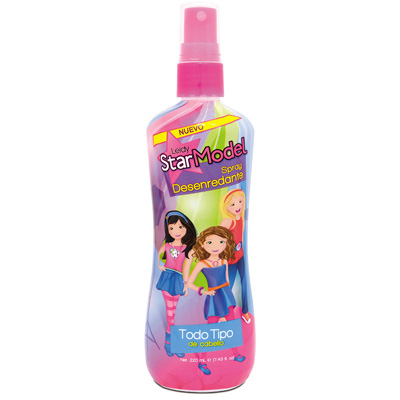 NUEVO
Leidy
StarModel
Spray
Desenredante
Todo Tipo
de cabello